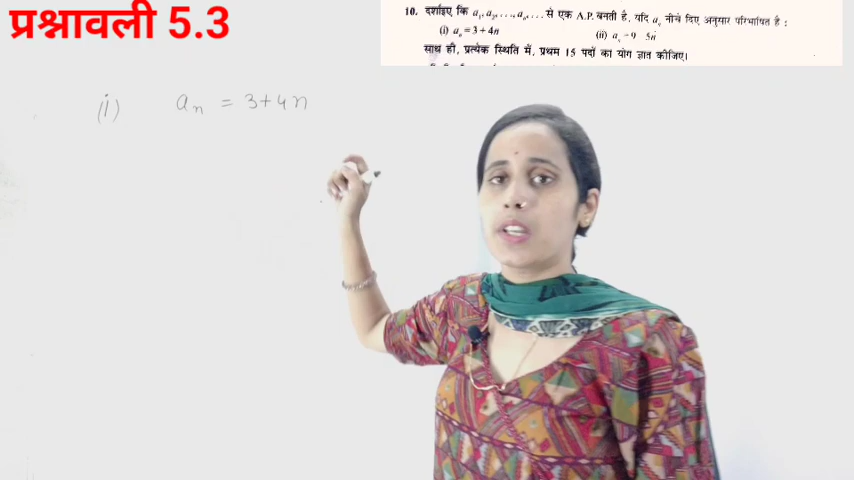 प्रश्नावली 5.3
10. दर्शाइए कि a₁, a₂, . . ., aₙ, . . . से एक A.P. बनती है, यदि aₙ नीचे दिए अनुसार परिभाषित है :
(i) aₙ = 3 + 4n (ii) aₙ = 9 5n
साथ ही, प्रत्येक स्थिति में, प्रथम 15 पदों का योग ज्ञात कीजिए।
(i) aₙ = 3+4n